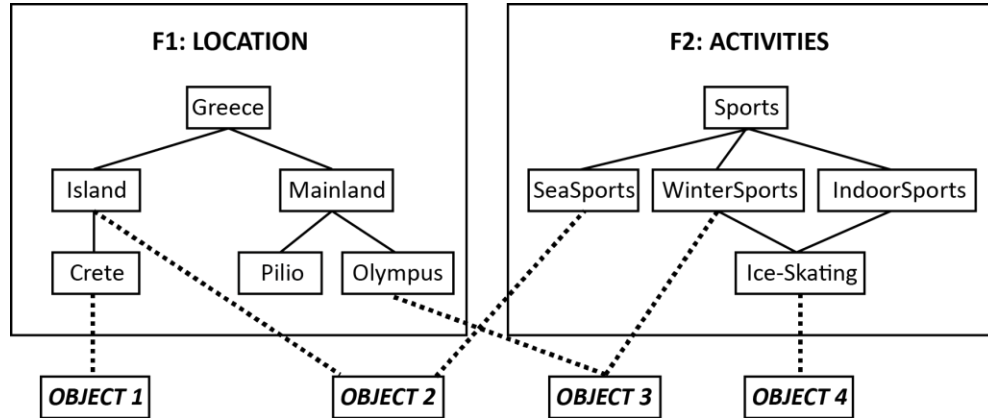 F1: LOCATION
F2: ACTIVITIES
Greece
Sports
Island
Mainland
SeaSports
WinterSports
IndoorSports
Crete
Pilio
Olympus
Ice-Skating
OBJECT 1
OBJECT 2
OBJECT 3
OBJECT 4